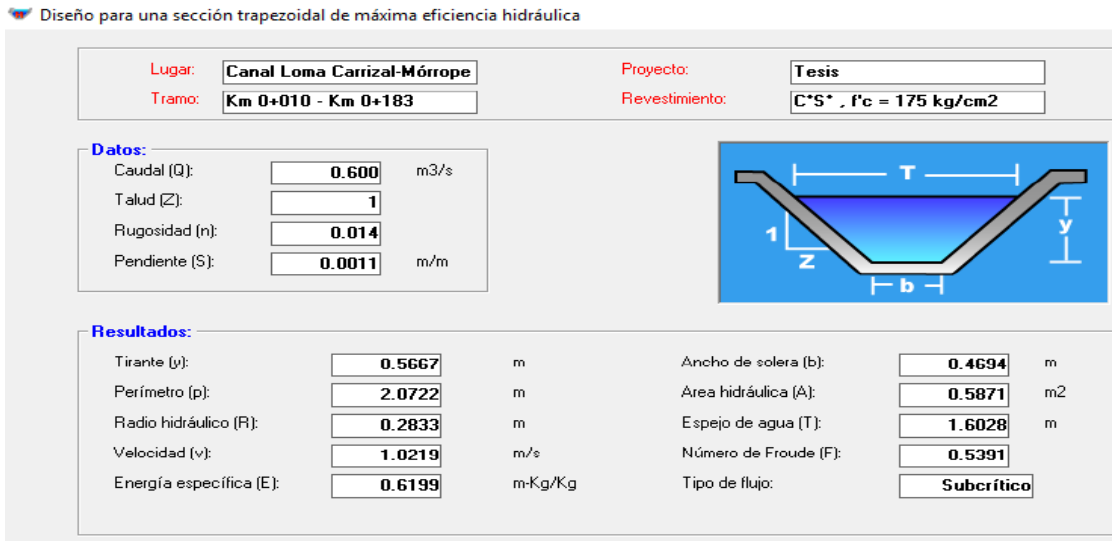 Diseño para una sección trapezoidal de máxima eficiencia hidráulica
Lugar: Canal Loma Carrizal-Mórrope Proyecto: Tesis
Tramo: Km 0+010 - Km 0+183 Revestimiento: C*S* , f'c = 175 kg/cm2
Datos:
Caudal (Q): 0.600 m3/s
Talud (Z): 1
Rugosidad (n): 0.014
Pendiente (S): 0.0011 m/m
T
1
Z
y
b
Resultados:
Tirante (y): 0.5667 m Ancho de solera (b): 0.4694 m
Perímetro (p): 2.0722 m Area hidráulica (A): 0.5871 m2
Radio hidráulico (R): 0.2833 m Espejo de agua (T): 1.6028 m
Velocidad (v): 1.0219 m/s Número de Froude (F): 0.5391
Energía específica (E): 0.6199 m-Kg/Kg Tipo de flujo: Subcrítico